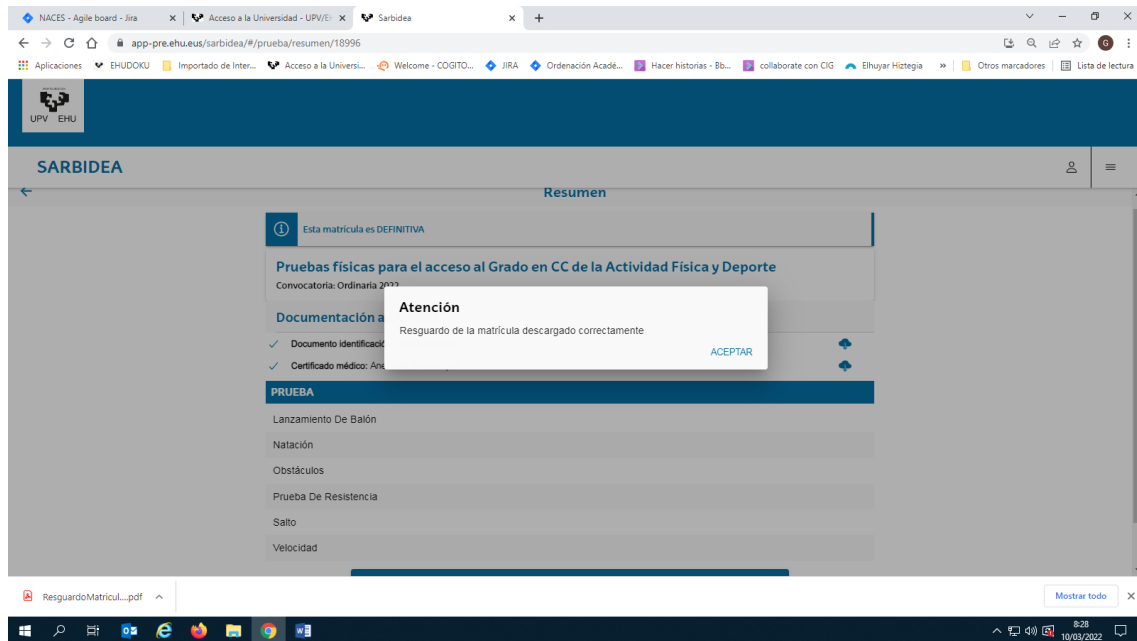 NACES - Agile board - Jira
Acceso a la Universidad - UPV/EH
Sarbidea
app-pre.ehu.eus/sarbidea/#/prueba/resumen/18996
G
Aplicaciones
EHUDOKU
Importado de Inter...
Acceso a la Universi...
Welcome - COGITO...
JIRA
Ordenación Acadé...
Hacer historias - Bb...
collaborate con CIG
Elhuyar Hiztegia
»
Otros marcadores
Lista de lectura
UPV EHU
SARBIDEA
Resumen
Esta matrícula es DEFINITIVA
Pruebas físicas para el acceso al Grado en CC de la Actividad Física y Deporte
Convocatoria: Ordinaria 2022
Documentación a
Atención
Resguardo de la matrícula descargado correctamente
ACEPTAR
Documento identificació
Certificado médico: Ane
PRUEBA
Lanzamiento De Balón
Natación
Obstáculos
Prueba De Resistencia
Salto
Velocidad
ResguardoMatricul....pdf
Mostrar todo
8:28
10/03/2022